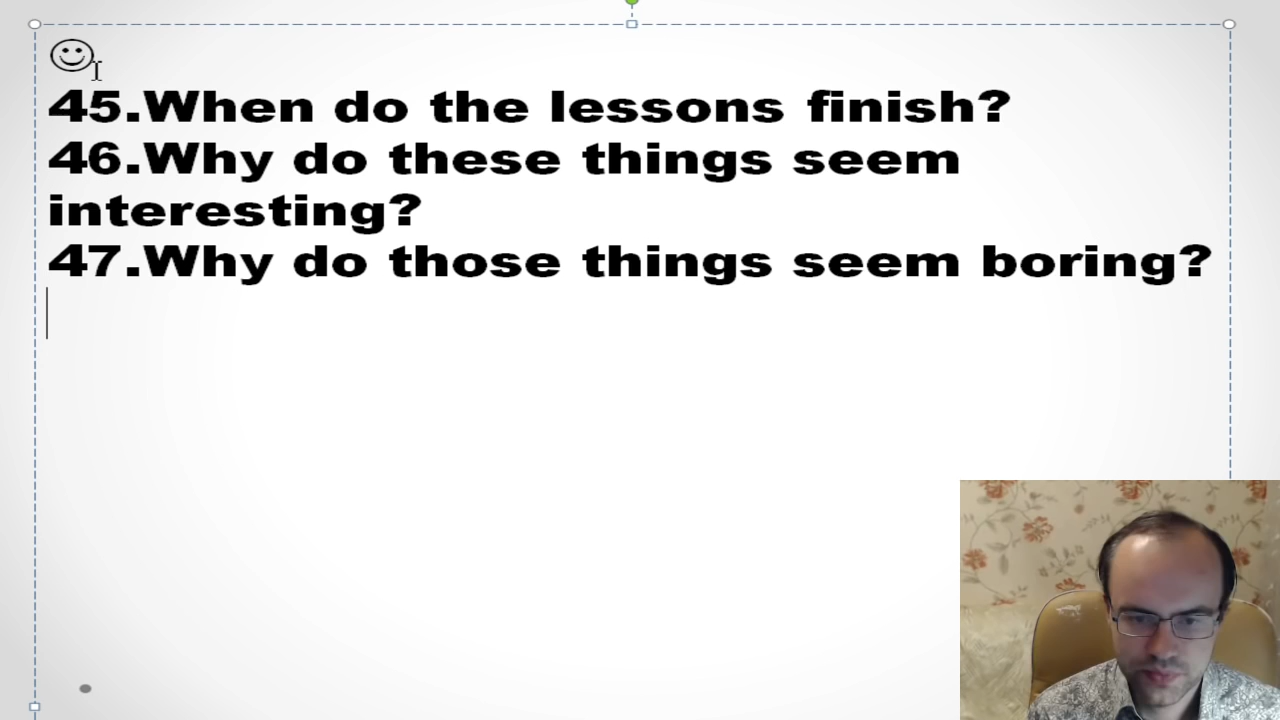 ☺
45.When do the lessons finish?
46.Why do these things seem
interesting?
47.Why do those things seem boring?